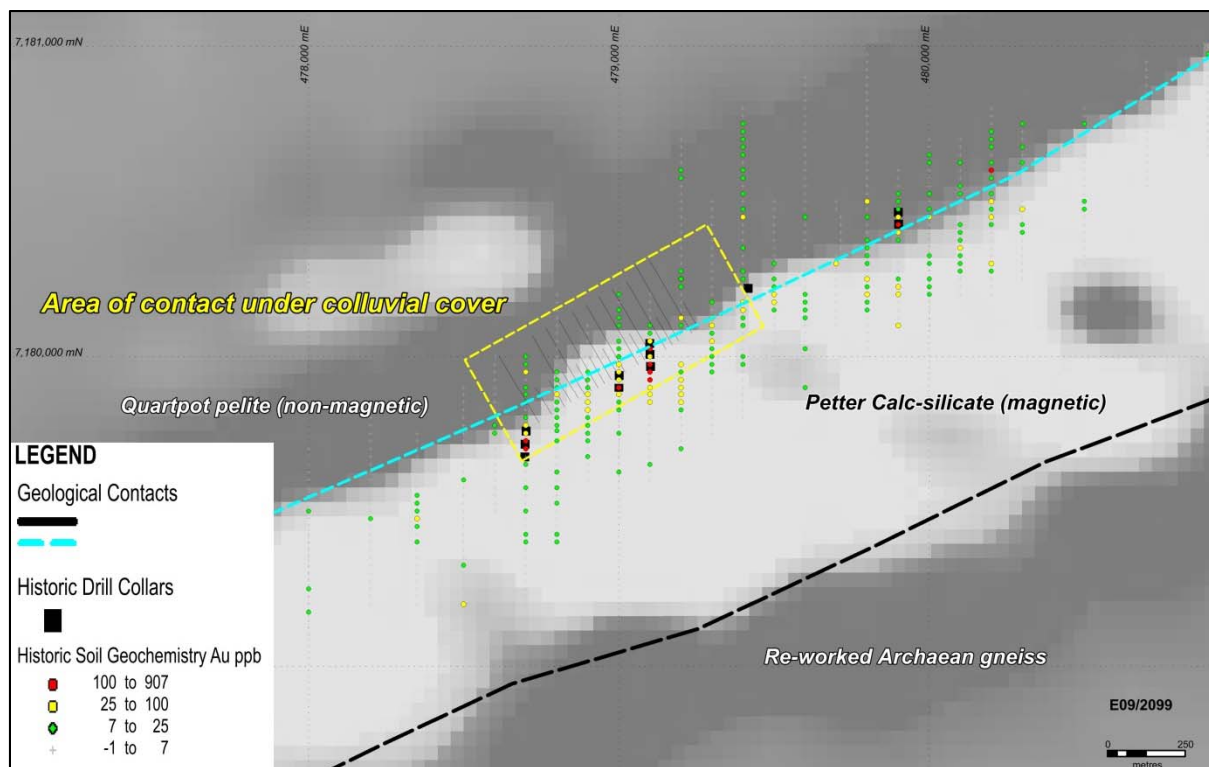 478,000 mE
479,000 mE
480,000 mE
7,181,000 mN
Area of contact under colluvial cover
7,180,000 mN
Quartpot pelite (non-magnetic)
Petter Calc-silicate (magnetic)
LEGEND
Geological Contacts
Historic Drill Collars
Historic Soil Geochemistry Au ppb
100 to 907
25 to 100
7 to 25
-1 to 7
Re-worked Archaean gneiss
E09/2099
0 250
metres